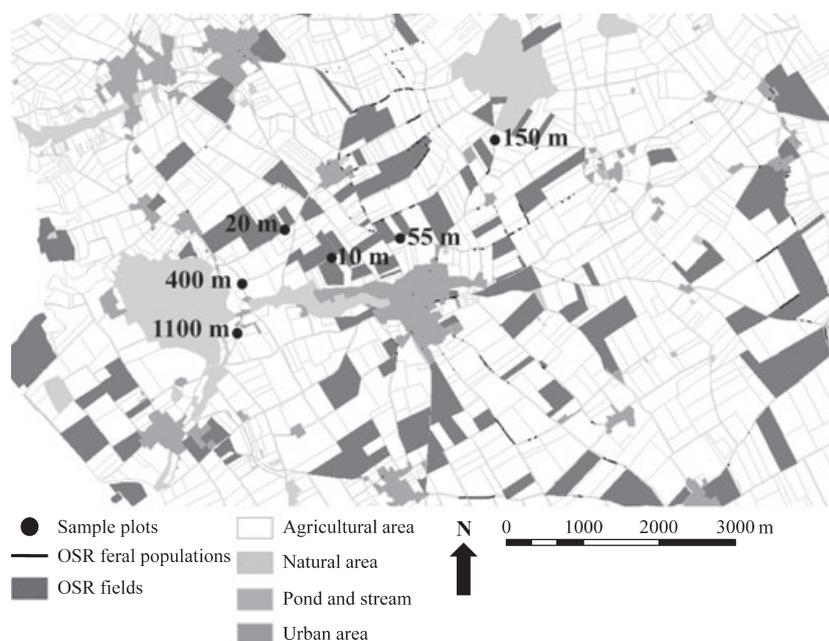 150 m
20 m
55 m
10 m
400 m
1100 m
Sample plots
OSR feral populations
OSR fields
Agricultural area
Natural area
Pond and stream
Urban area
N
0 1000 2000 3000 m